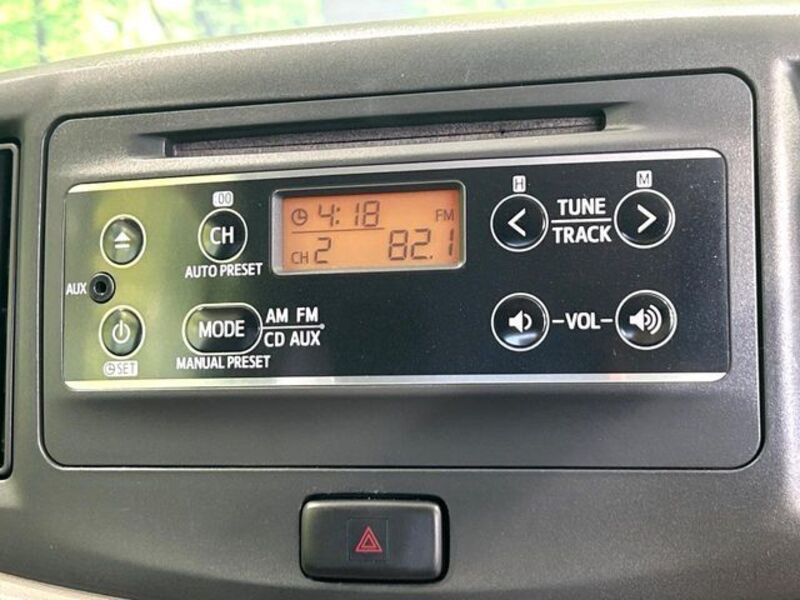 :00
CH
AUTO PRESET
4:18
FM
CH 2
82.1
H
M
TUNE
TRACK
AUX
SET
MODE
AM FM
CD AUX
MANUAL PRESET
VOL